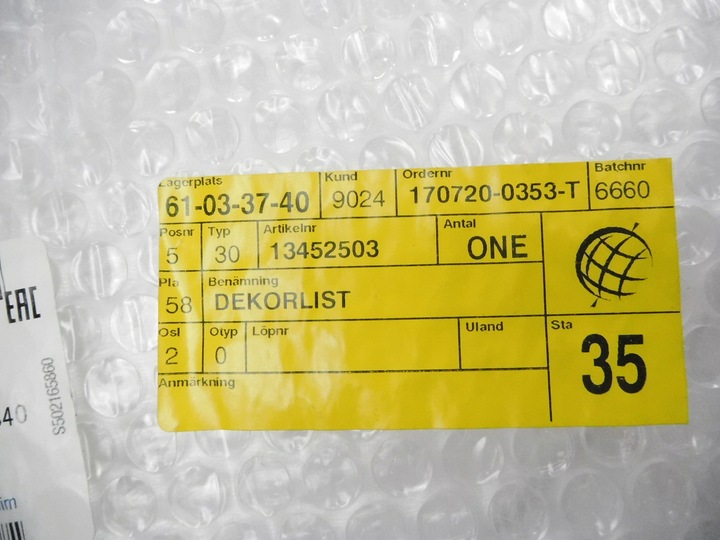 Lagerplats Kund Ordernr Batchnr
61-03-37-40 9024 170720-0353-T 6660
Posnr Typ Artikelnr Antal
5 30 13452503 ONE
Pla Benämning
58 DEKORLIST
Osl Otyp Löpnr Uland Sta
2 0 35
Anmärkning
EAC
S502165860